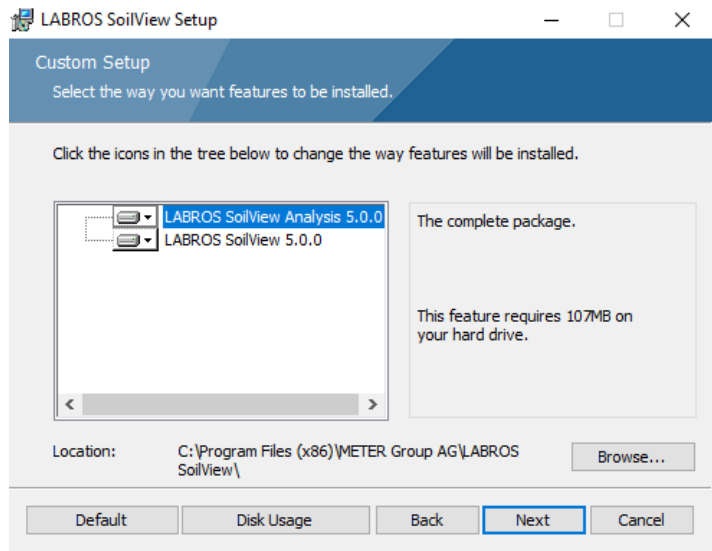 LABROS SoilView Setup
Custom Setup
Select the way you want features to be installed.
Click the icons in the tree below to change the way features will be installed.
LABROS SoilView Analysis 5.0.0
LABROS SoilView 5.0.0
The complete package.
This feature requires 107MB on
your hard drive.
Location:
C:\Program Files (x86)\METER Group AG\LABROS
SoilView\
Browse...
Default
Disk Usage
Back
Next
Cancel